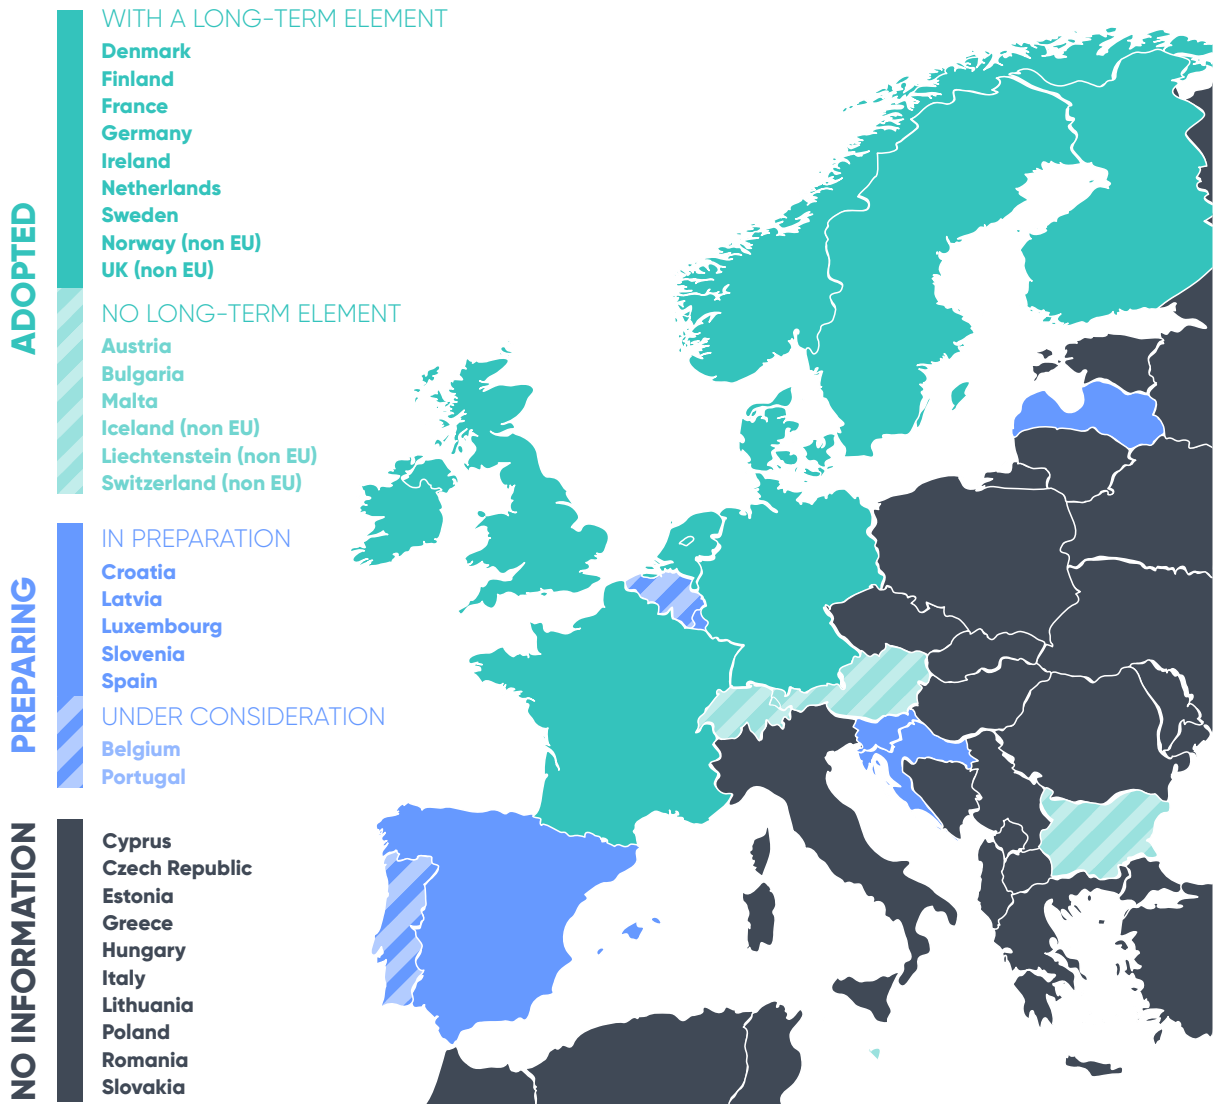 ADOPTED
WITH A LONG-TERM ELEMENT
Denmark
Finland
France
Germany
Ireland
Netherlands
Sweden
Norway (non EU)
UK (non EU)
NO LONG-TERM ELEMENT
Austria
Bulgaria
Malta
Iceland (non EU)
Liechtenstein (non EU)
Switzerland (non EU)
PREPARING
IN PREPARATION
Croatia
Latvia
Luxembourg
Slovenia
Spain
UNDER CONSIDERATION
Belgium
Portugal
NO INFORMATION
Cyprus
Czech Republic
Estonia
Greece
Hungary
Italy
Lithuania
Poland
Romania
Slovakia